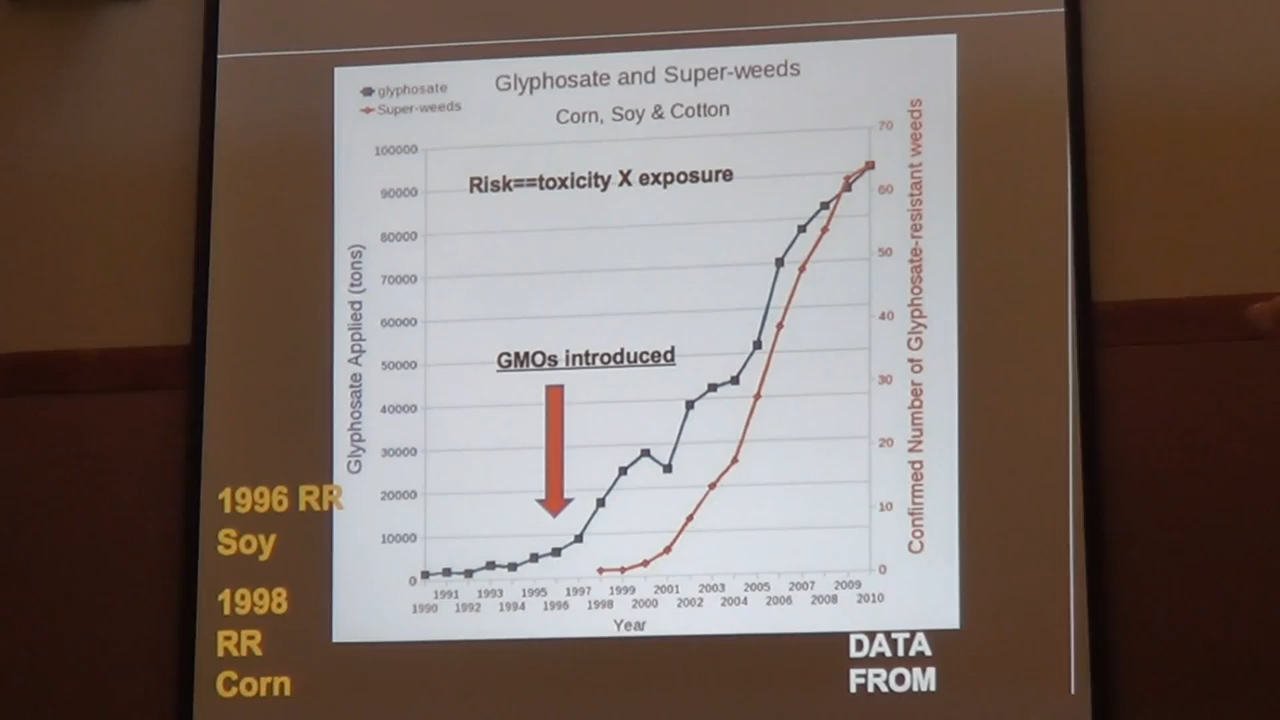 glyphosate
Super-weeds
Glyphosate and Super-weeds
Corn, Soy & Cotton
Risk==toxicity X exposure
GMOs introduced
Glyphosate Applied (tons)
100000
90000
80000
70000
60000
50000
40000
30000
20000
10000
0
Confirmed Number of Glyphosate-resistant weeds
70
60
50
40
30
20
10
0
1991 1993 1995 1997 1999 2001 2003 2005 2007 2009
1990 1992 1994 1996 1998 2000 2002 2004 2006 2008 2010
Year
1996 RR
Soy
1998
RR
Corn
DATA
FROM